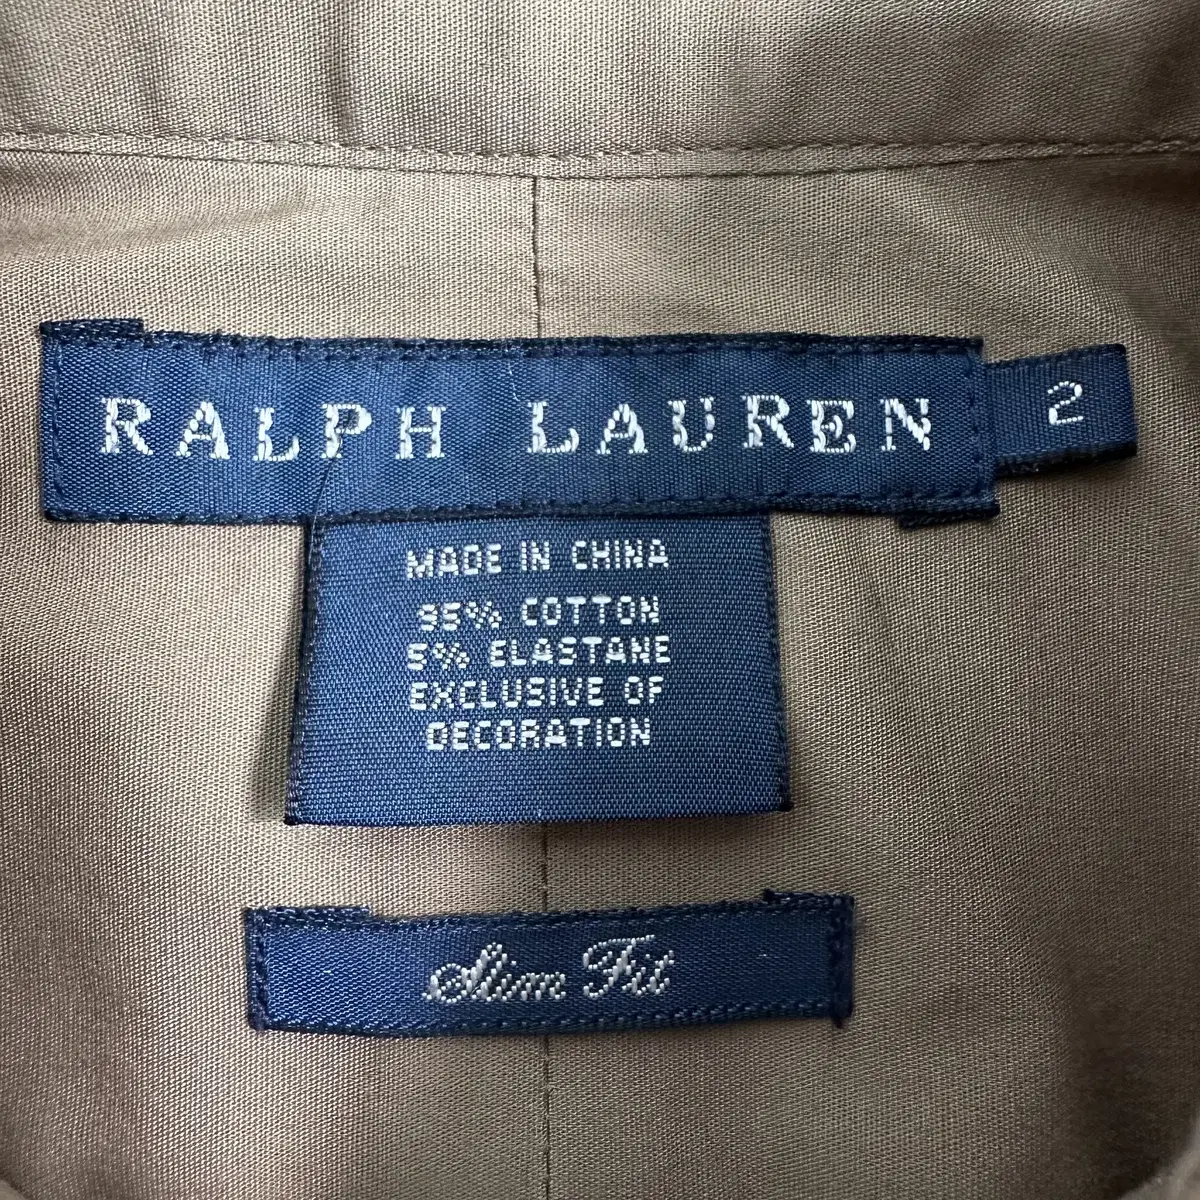 RALPH LAUREN
2
MADE IN CHINA
95% COTTON
5% ELASTANE
EXCLUSIVE OF
DECORATION
Slim Fit